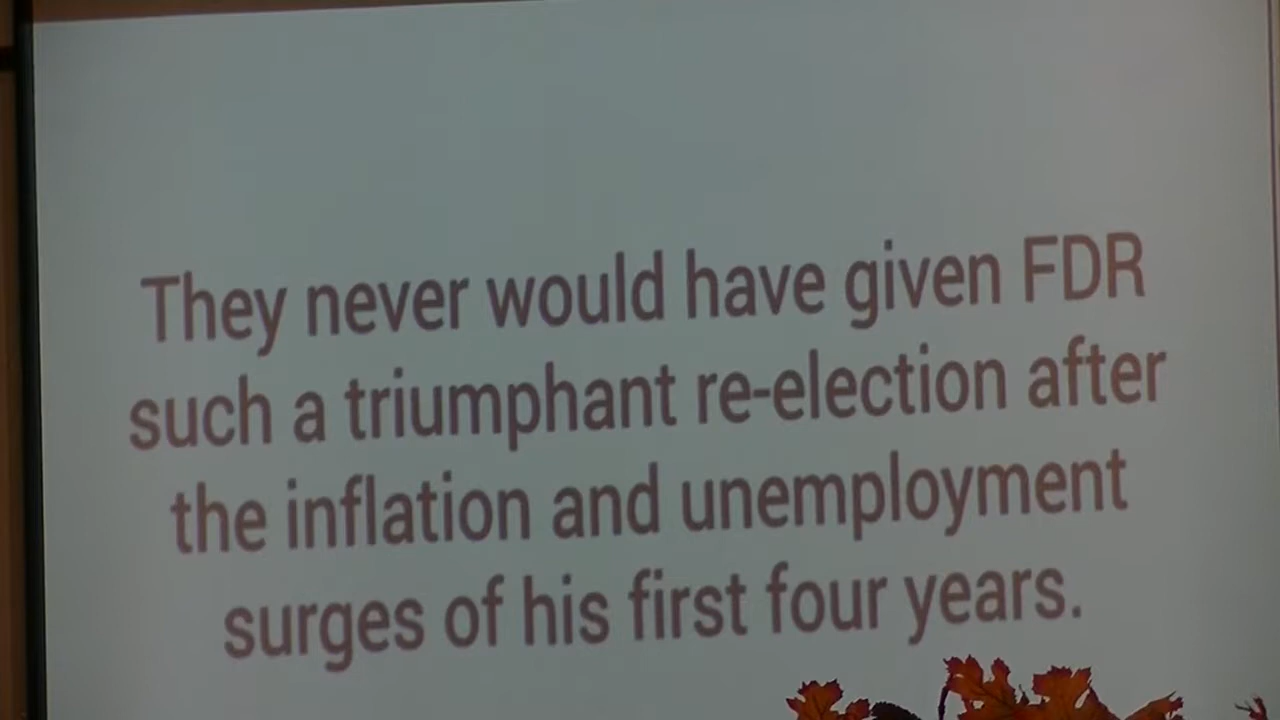 They never would have given FDR
such a triumphant re-election after
the inflation and unemployment
surges of his first four years.